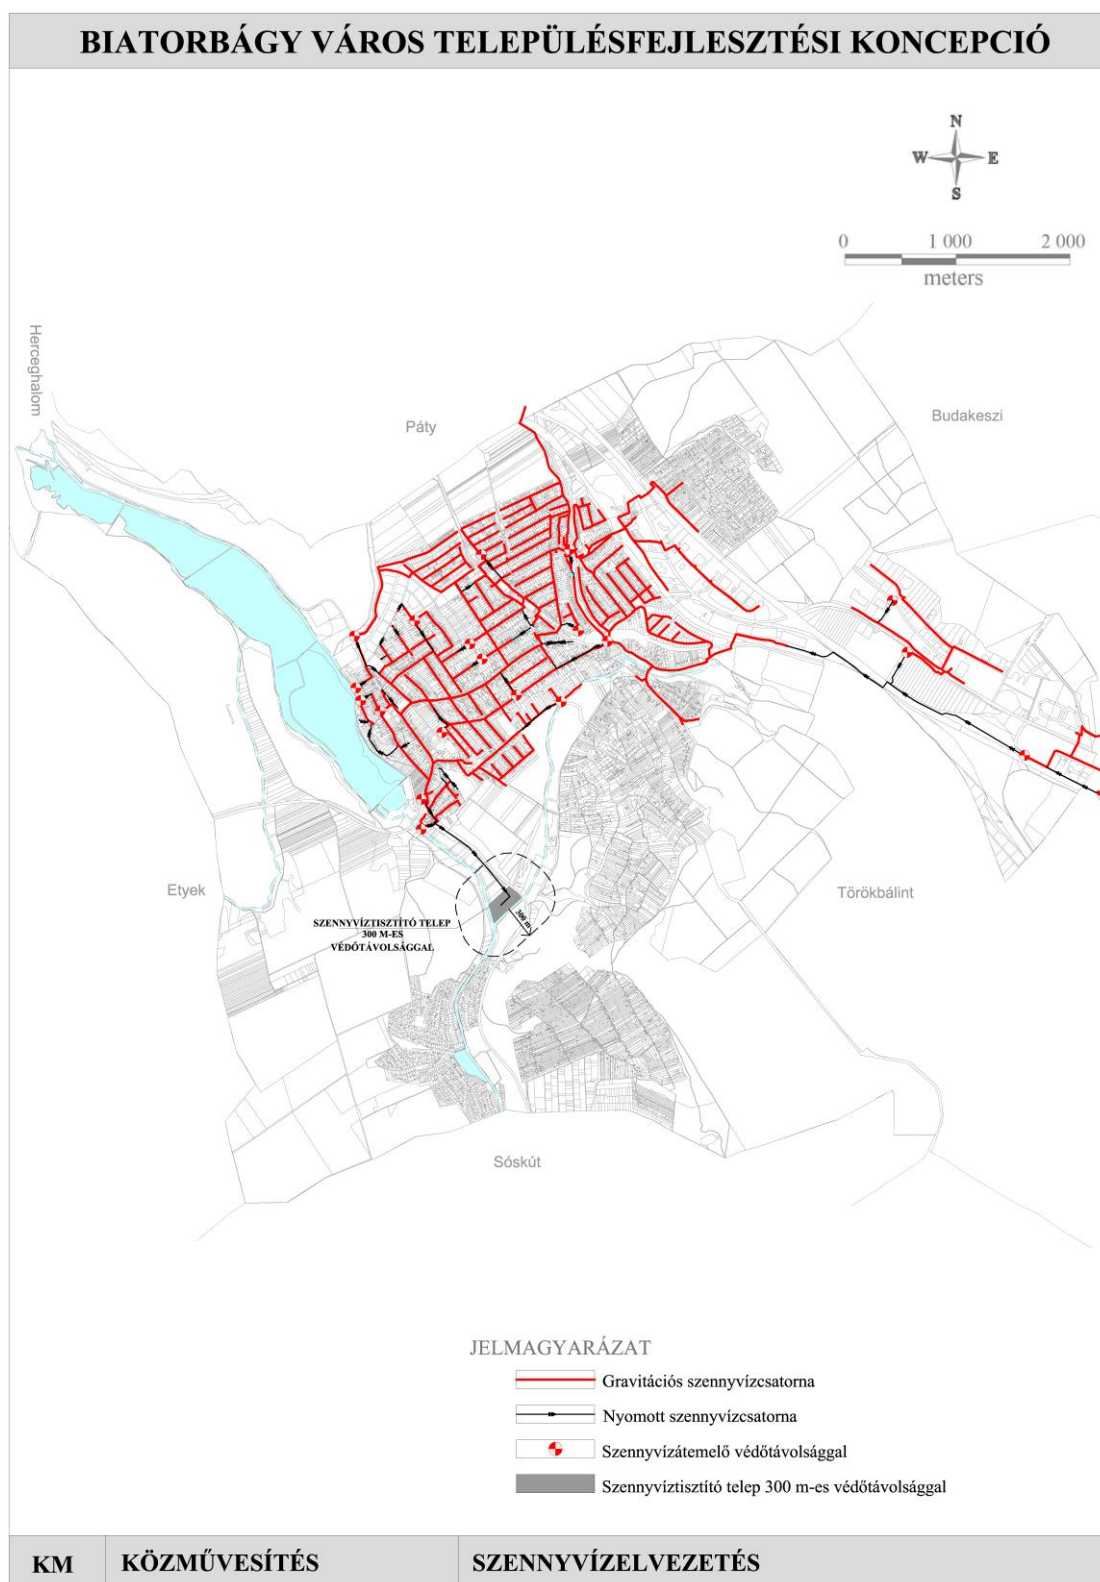 BIATORBÁGY VÁROS TELEPÜLÉSFEJLESZTÉSI KONCEPCIÓ
N
W E
S
0 1 000 2 000
meters
Herceghalom
Páty
Budakeszi
Etyek
Törökbálint
SZENNYVÍZTISZTÍTÓ TELEP
300 M-ES
VÉDŐTÁVOLSÁGGAL
300 m
Sóskút
JELMAGYARÁZAT
Gravitációs szennyvízcsatorna
Nyomott szennyvízcsatorna
Szennyvízátemelő védőtávolsággal
Szennyvíztisztító telep 300 m-es védőtávolsággal
KM KÖZMŰVESÍTÉS SZENNYVÍZELVEZETÉS